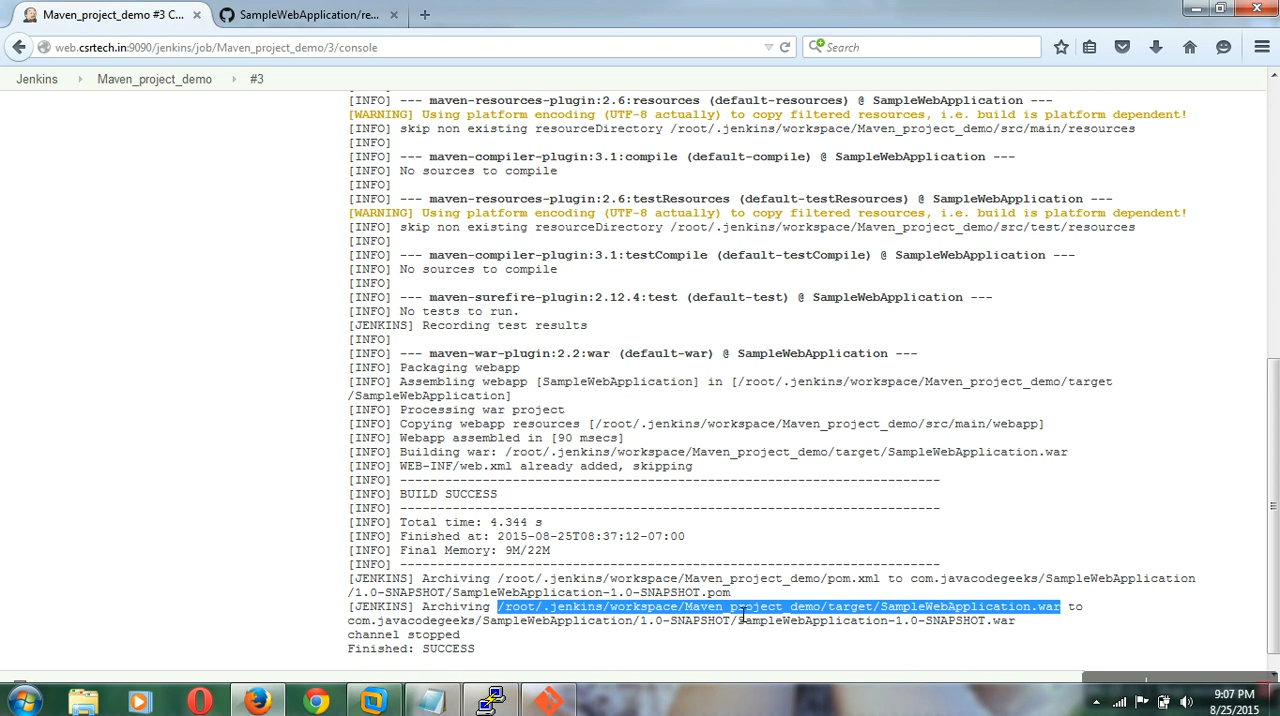 Maven_project_demo #3 C...
SampleWebApplication/re...
web.csrtech.in:9090/jenkins/job/Maven_project_demo/3/console
Search
Jenkins
Maven_project_demo
#3
[INFO] --- maven-resources-plugin:2.6:resources (default-resources) @ SampleWebApplication ---
[WARNING] Using platform encoding (UTF-8 actually) to copy filtered resources, i.e. build is platform dependent!
[INFO] skip non existing resourceDirectory /root/.jenkins/workspace/Maven_project_demo/src/main/resources
[INFO]
[INFO] --- maven-compiler-plugin:3.1:compile (default-compile) @ SampleWebApplication ---
[INFO] No sources to compile
[INFO]
[INFO] --- maven-resources-plugin:2.6:testResources (default-testResources) @ SampleWebApplication ---
[WARNING] Using platform encoding (UTF-8 actually) to copy filtered resources, i.e. build is platform dependent!
[INFO] skip non existing resourceDirectory /root/.jenkins/workspace/Maven_project_demo/src/test/resources
[INFO]
[INFO] --- maven-compiler-plugin:3.1:testCompile (default-testCompile) @ SampleWebApplication ---
[INFO] No sources to compile
[INFO]
[INFO] --- maven-surefire-plugin:2.12.4:test (default-test) @ SampleWebApplication ---
[INFO] No tests to run.
[JENKINS] Recording test results
[INFO]
[INFO] --- maven-war-plugin:2.2:war (default-war) @ SampleWebApplication ---
[INFO] Packaging webapp
[INFO] Assembling webapp [SampleWebApplication] in [/root/.jenkins/workspace/Maven_project_demo/target
/SampleWebApplication]
[INFO] Processing war project
[INFO] Copying webapp resources [/root/.jenkins/workspace/Maven_project_demo/src/main/webapp]
[INFO] Webapp assembled in [90 msecs]
[INFO] Building war: /root/.jenkins/workspace/Maven_project_demo/target/SampleWebApplication.war
[INFO] WEB-INF/web.xml already added, skipping
[INFO] ------------------------------------------------------------------------
[INFO] BUILD SUCCESS
[INFO] ------------------------------------------------------------------------
[INFO] Total time: 4.344 s
[INFO] Finished at: 2015-08-25T08:37:12-07:00
[INFO] Final Memory: 9M/22M
[INFO] ------------------------------------------------------------------------
[JENKINS] Archiving /root/.jenkins/workspace/Maven_project_demo/pom.xml to com.javacodegeeks/SampleWebApplication
/1.0-SNAPSHOT/SampleWebApplication-1.0-SNAPSHOT.pom
[JENKINS] Archiving /root/.jenkins/workspace/Maven_project_demo/target/SampleWebApplication.war to
com.javacodegeeks/SampleWebApplication/1.0-SNAPSHOT/SampleWebApplication-1.0-SNAPSHOT.war
channel stopped
Finished: SUCCESS
9:07 PM
8/25/2015